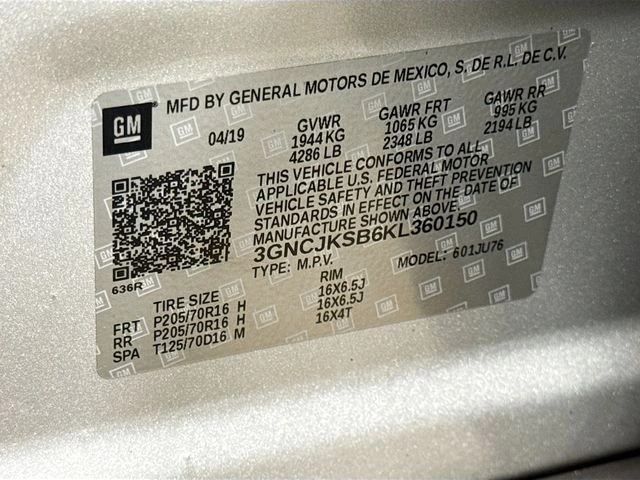 MFD BY GENERAL MOTORS DE MEXICO, S. DE R.L. DE C.V.
GM
04/19 GVWR GAWR FRT GAWR RR
1944 KG 1065 KG 995 KG
4286 LB 2348 LB 2194 LB
THIS VEHICLE CONFORMS TO ALL
APPLICABLE U.S. FEDERAL MOTOR
VEHICLE SAFETY AND THEFT PREVENTION
STANDARDS IN EFFECT ON THE DATE OF
MANUFACTURE SHOWN ABOVE.
3GNCJKSB6KL360150
TYPE: M.P.V. MODEL: 601JU76
636R
TIRE SIZE RIM
FRT P205/70R16 H 16X6.5J
RR P205/70R16 H 16X6.5J
SPA T125/70D16 M 16X4T